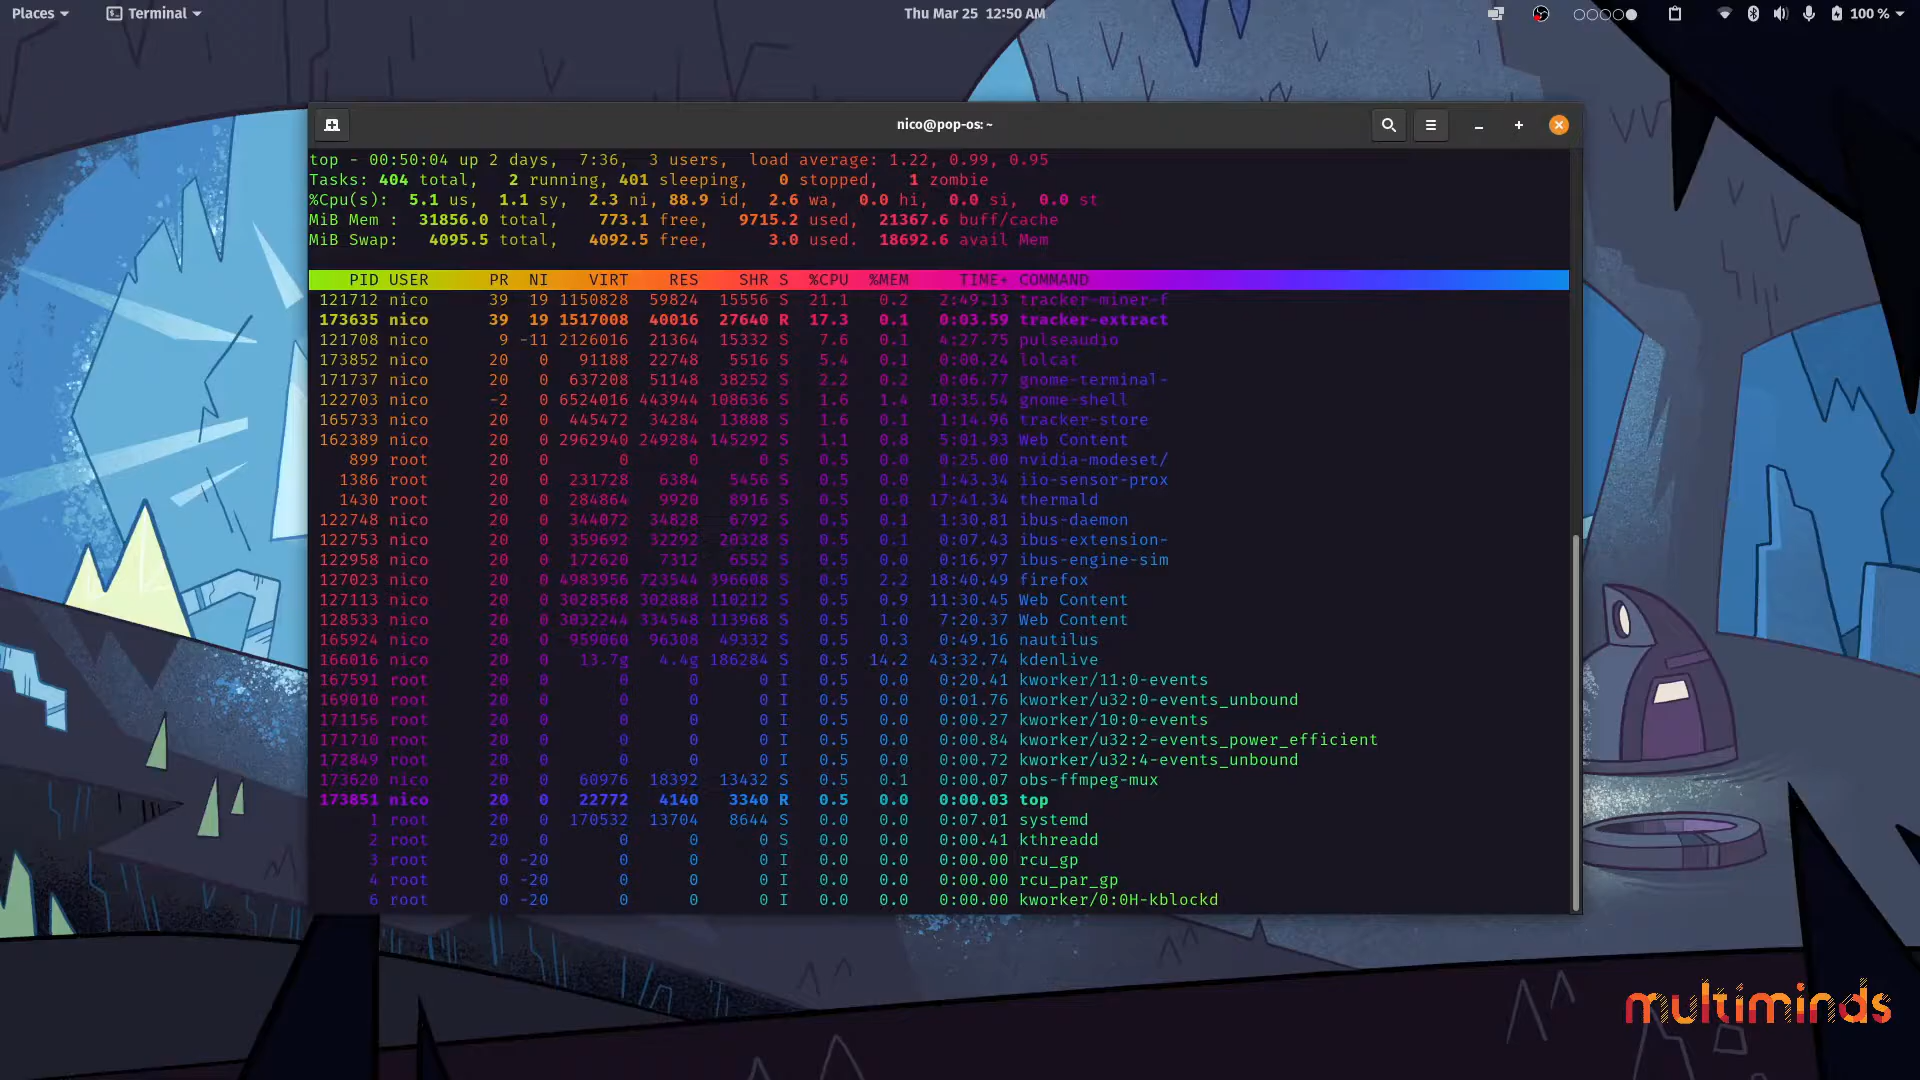 Places Terminal Thu Mar 25 12:50 AM 100 %
nico@pop-os: ~
top - 00:50:04 up 2 days, 7:36, 3 users, load average: 1.22, 0.99, 0.95
Tasks: 404 total, 2 running, 401 sleeping, 0 stopped, 1 zombie
%Cpu(s): 5.1 us, 1.1 sy, 2.3 ni, 88.9 id, 2.6 wa, 0.0 hi, 0.0 si, 0.0 st
MiB Mem : 31856.0 total, 773.1 free, 9715.2 used, 21367.6 buff/cache
MiB Swap: 4095.5 total, 4092.5 free, 3.0 used. 18692.6 avail Mem
PID USER PR NI VIRT RES SHR S %CPU %MEM TIME+ COMMAND
121712 nico 39 19 1150828 59824 15556 S 21.1 0.2 2:49.13 tracker-miner-f
173635 nico 39 19 1517008 40016 27640 R 17.3 0.1 0:03.59 tracker-extract
121708 nico 9 -11 2126016 21364 15332 S 7.6 0.1 4:27.75 pulseaudio
173852 nico 20 0 91188 22748 5516 S 5.4 0.1 0:00.24 lolcat
171737 nico 20 0 637208 51148 38252 S 2.2 0.2 0:06.77 gnome-terminal-
122703 nico -2 0 6524016 443944 108636 S 1.6 1.4 10:35.54 gnome-shell
165733 nico 20 0 445472 34284 13888 S 1.6 0.1 1:14.96 tracker-store
162389 nico 20 0 2962940 249284 145292 S 1.1 0.8 5:01.93 Web Content
899 root 20 0 0 0 0 S 0.5 0.0 0:25.00 nvidia-modeset/
1386 root 20 0 231728 6384 5456 S 0.5 0.0 1:43.34 iio-sensor-prox
1430 root 20 0 284864 9920 8916 S 0.5 0.0 17:41.34 thermald
122748 nico 20 0 344072 34828 6792 S 0.5 0.1 1:30.81 ibus-daemon
122753 nico 20 0 359692 32292 20328 S 0.5 0.1 0:07.43 ibus-extension-
122958 nico 20 0 172620 7312 6552 S 0.5 0.0 0:16.97 ibus-engine-sim
127023 nico 20 0 4983956 723544 396608 S 0.5 2.2 18:40.49 firefox
127113 nico 20 0 3028568 302888 110212 S 0.5 0.9 11:30.45 Web Content
128533 nico 20 0 3032244 334548 113968 S 0.5 1.0 7:20.37 Web Content
165924 nico 20 0 959060 96308 49332 S 0.5 0.3 0:49.16 nautilus
166016 nico 20 0 13.7g 4.4g 186284 S 0.5 14.2 43:32.74 kdenlive
167591 root 20 0 0 0 0 I 0.5 0.0 0:20.41 kworker/11:0-events
169010 root 20 0 0 0 0 I 0.5 0.0 0:01.76 kworker/u32:0-events_unbound
171156 root 20 0 0 0 0 I 0.5 0.0 0:00.27 kworker/10:0-events
171710 root 20 0 0 0 0 I 0.5 0.0 0:00.84 kworker/u32:2-events_power_efficient
172849 root 20 0 0 0 0 I 0.5 0.0 0:00.72 kworker/u32:4-events_unbound
173620 nico 20 0 60976 18392 13432 S 0.5 0.1 0:00.07 obs-ffmpeg-mux
173851 nico 20 0 22772 4140 3340 R 0.5 0.0 0:00.03 top
1 root 20 0 170532 13704 8644 S 0.0 0.0 0:07.01 systemd
2 root 20 0 0 0 0 S 0.0 0.0 0:00.41 kthreadd
3 root 0 -20 0 0 0 I 0.0 0.0 0:00.00 rcu_gp
4 root 0 -20 0 0 0 I 0.0 0.0 0:00.00 rcu_par_gp
6 root 0 -20 0 0 0 I 0.0 0.0 0:00.00 kworker/0:0H-kblockd
multiminds